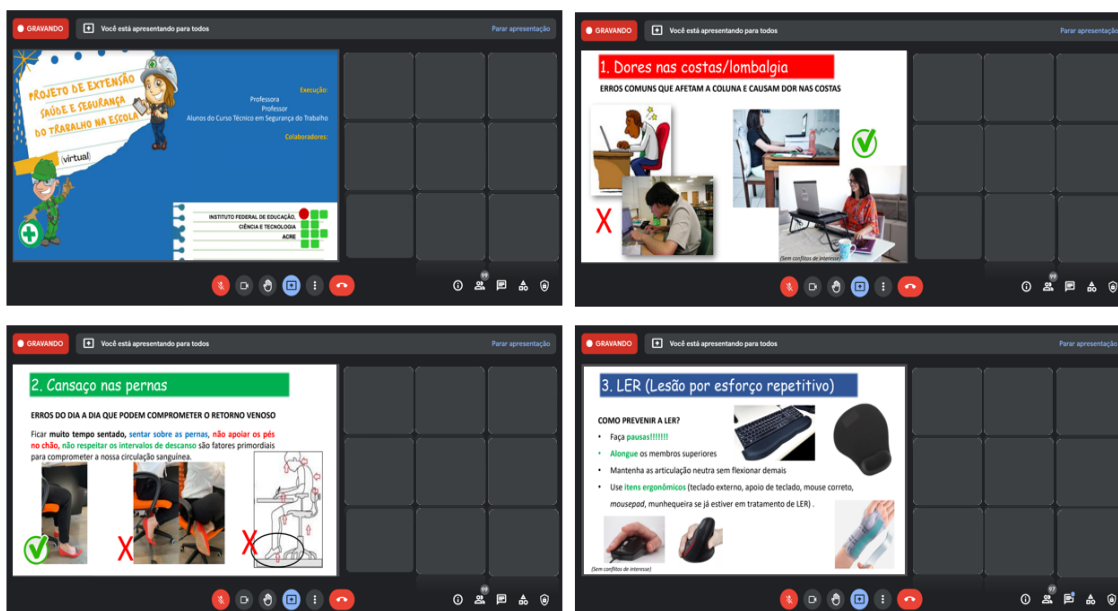 GRAVANDO
Você está apresentando para todos
Parar apresentação
PROJETO DE EXTENSÃO
SAÚDE E SEGURANÇA
DO TRABALHO NA ESCOLA
(virtual)
Execução:
Professora
Professor
Alunos do Curso Técnico em Segurança do Trabalho
Colaboradores:
INSTITUTO FEDERAL DE EDUCAÇÃO,
CIÊNCIA E TECNOLOGIA
ACRE
GRAVANDO
Você está apresentando para todos
Parar apresentação
1. Dores nas costas/lombalgia
ERROS COMUNS QUE AFETAM A COLUNA E CAUSAM DOR NAS COSTAS
X
(Sem conflitos de interesse)
GRAVANDO
Você está apresentando para todos
Parar apresentação
2. Cansaço nas pernas
ERROS DO DIA A DIA QUE PODEM COMPROMETER O RETORNO VENOSO
Ficar muito tempo sentado, sentar sobre as pernas, não apoiar os pés
no chão, não respeitar os intervalos de descanso são fatores primordiais
para comprometer a nossa circulação sanguínea.
X
X
GRAVANDO
Você está apresentando para todos
Parar apresentação
3. LER (Lesão por esforço repetitivo)
COMO PREVENIR A LER?
• Faça pausas!!!!!!!
• Alongue os membros superiores
• Mantenha as articulação neutra sem flexionar demais
• Use itens ergonômicos (teclado externo, apoio de teclado, mouse correto,
mousepad, munhequeira se já estiver em tratamento de LER) .
(Sem conflitos de interesse)